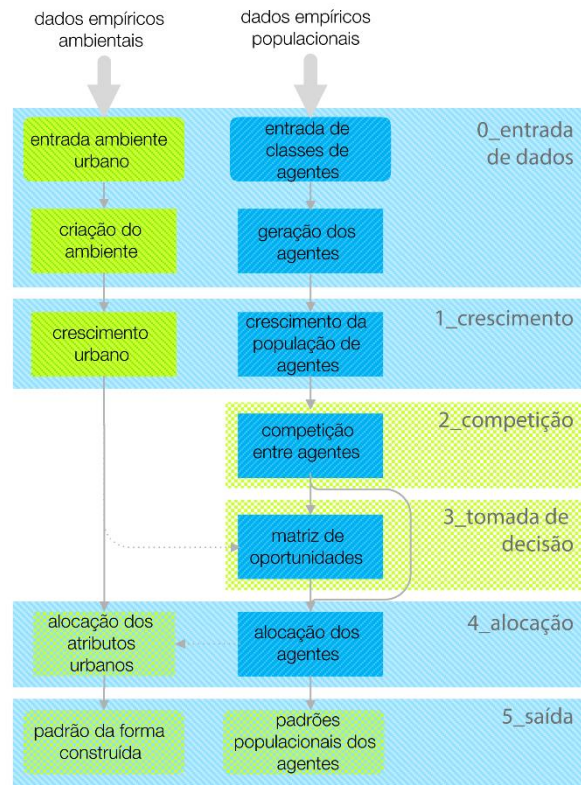 dados empíricos
ambientais
dados empíricos
populacionais
entrada ambiente
urbano
entrada de
classes de
agentes
0_entrada
de dados
criação do
ambiente
geração dos
agentes
crescimento
urbano
crescimento da
população de
agentes
1_crescimento
competição
entre agentes
2_competição
matriz de
oportunidades
3_tomada de
decisão
alocação dos
atributos
urbanos
alocação dos
agentes
4_alocação
padrão da forma
construída
padrões
populacionais dos
agentes
5_saída